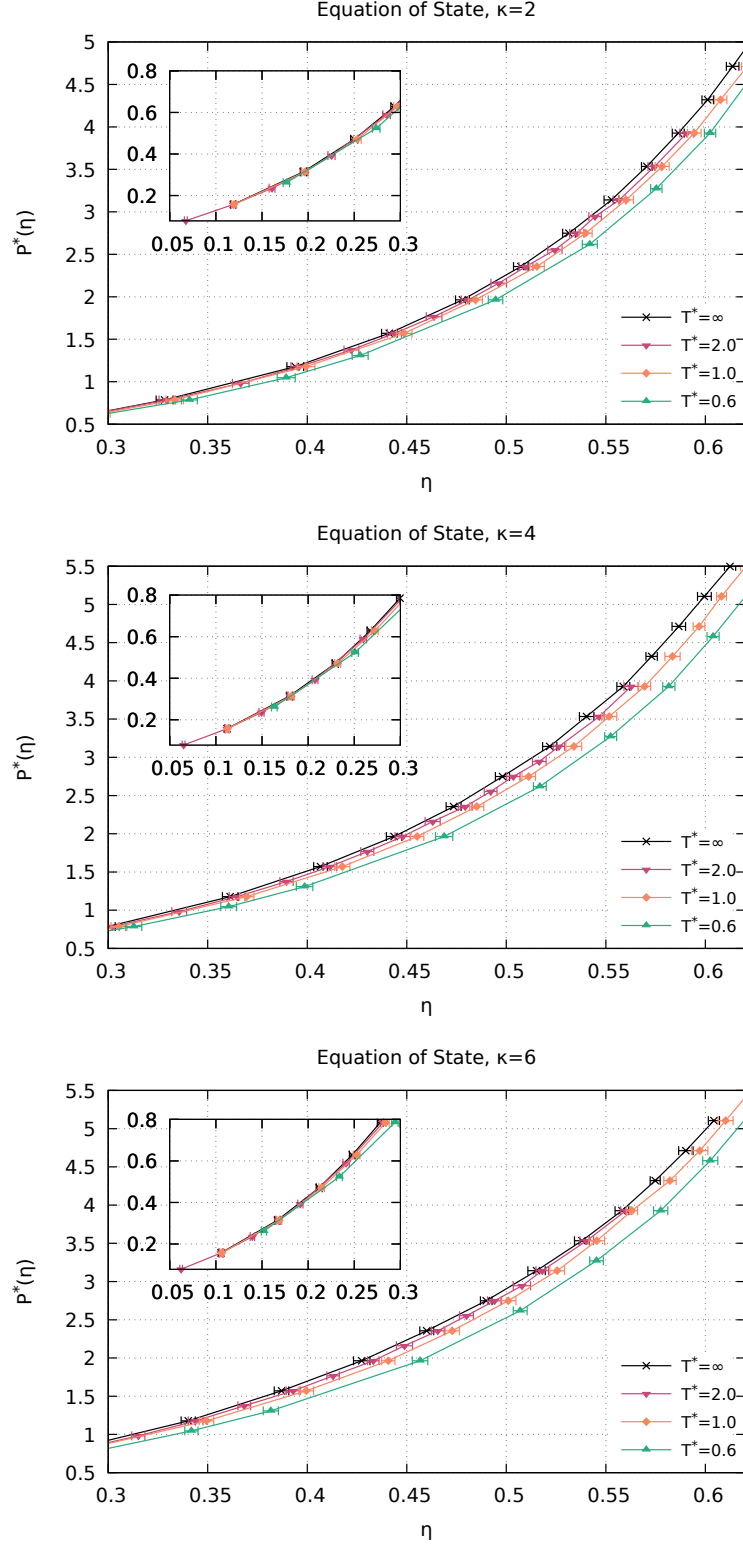 Equation of State, κ=2
P*(η)
5
4.5
4
3.5
3
2.5
2
1.5
1
0.5
0.3 0.35 0.4 0.45 0.5 0.55 0.6
η
0.8
0.6
0.4
0.2
0.05 0.1 0.15 0.2 0.25 0.3
T*=∞
T*=2.0
T*=1.0
T*=0.6
Equation of State, κ=4
P*(η)
5.5
5
4.5
4
3.5
3
2.5
2
1.5
1
0.5
0.3 0.35 0.4 0.45 0.5 0.55 0.6
η
0.8
0.6
0.4
0.2
0.05 0.1 0.15 0.2 0.25 0.3
T*=∞
T*=2.0
T*=1.0
T*=0.6
Equation of State, κ=6
P*(η)
5.5
5
4.5
4
3.5
3
2.5
2
1.5
1
0.5
0.3 0.35 0.4 0.45 0.5 0.55 0.6
η
0.8
0.6
0.4
0.2
0.05 0.1 0.15 0.2 0.25 0.3
T*=∞
T*=2.0
T*=1.0
T*=0.6